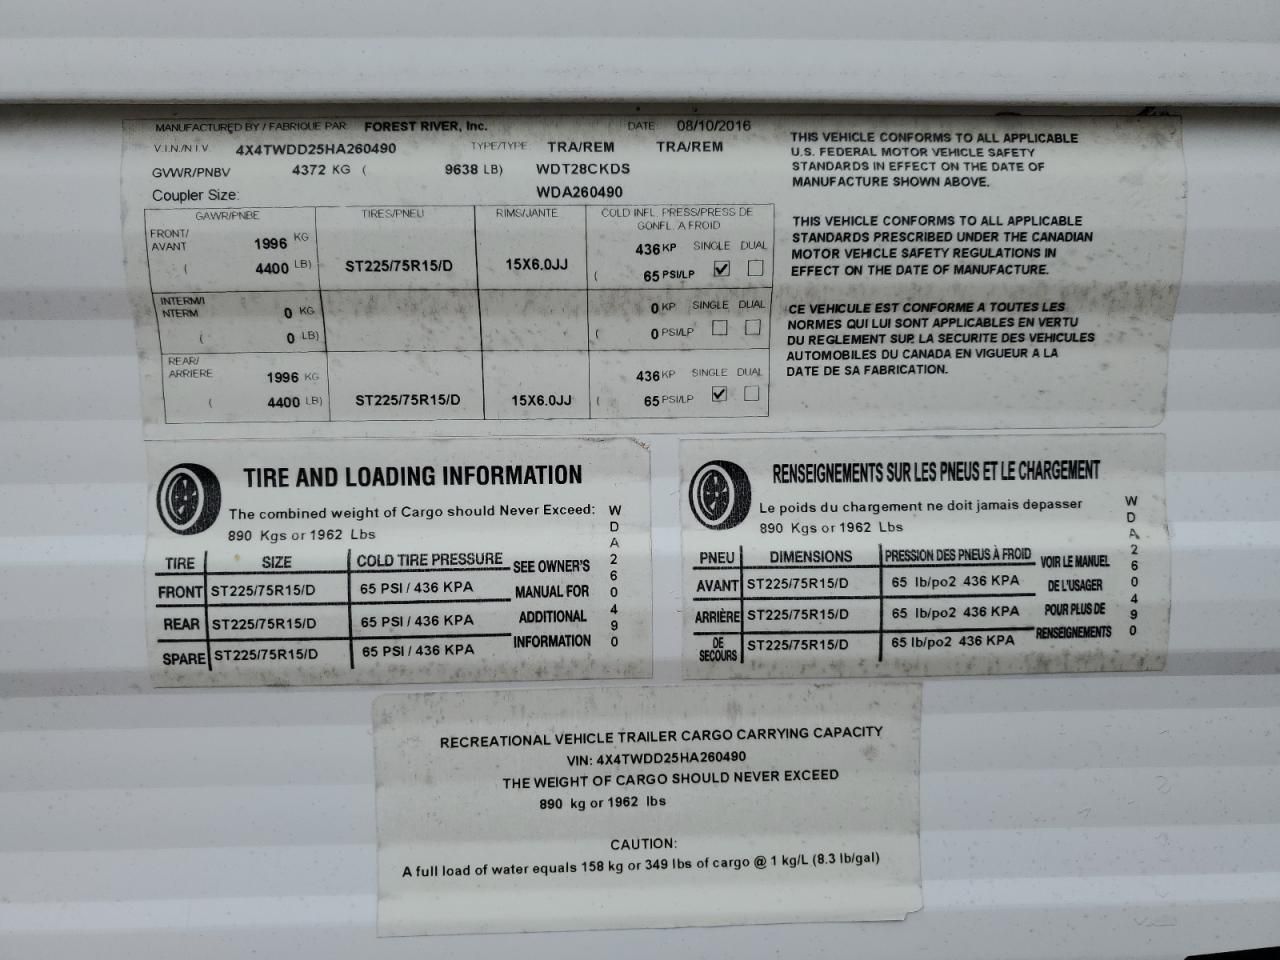 MANUFACTURED BY / FABRIQUE PAR: FOREST RIVER, Inc. DATE: 08/10/2016
V.I.N./N.I.V. 4X4TWDD25HA260490 TYPE/TYPE TRA/REM TRA/REM
GVWR/PNBV 4372 KG ( 9638 LB) WDT28CKDS
Coupler Size: WDA260490
GAWR/PNBE TIRES/PNEU RIMS/JANTE COLD INFL. PRESS/PRESS DE
GONFL. A FROID
FRONT/
AVANT 1996 KG 436 KP SINGLE DUAL
( 4400 LB) ST225/75R15/D 15X6.0JJ ( 65 PSI/LP
INTERM/
INTERM 0 KG 0 KP SINGLE DUAL
( 0 LB) ( 0 PSI/LP
REAR/
ARRIERE 1996 KG 436 KP SINGLE DUAL
( 4400 LB) ST225/75R15/D 15X6.0JJ ( 65 PSI/LP
THIS VEHICLE CONFORMS TO ALL APPLICABLE
U.S. FEDERAL MOTOR VEHICLE SAFETY
STANDARDS IN EFFECT ON THE DATE OF
MANUFACTURE SHOWN ABOVE.
THIS VEHICLE CONFORMS TO ALL APPLICABLE
STANDARDS PRESCRIBED UNDER THE CANADIAN
MOTOR VEHICLE SAFETY REGULATIONS IN
EFFECT ON THE DATE OF MANUFACTURE.
CE VEHICULE EST CONFORME A TOUTES LES
NORMES QUI LUI SONT APPLICABLES EN VERTU
DU REGLEMENT SUR LA SECURITE DES VEHICULES
AUTOMOBILES DU CANADA EN VIGUEUR A LA
DATE DE SA FABRICATION.
TIRE AND LOADING INFORMATION
The combined weight of Cargo should Never Exceed:
890 Kgs or 1962 Lbs
TIRE SIZE COLD TIRE PRESSURE
FRONT ST225/75R15/D 65 PSI / 436 KPA
REAR ST225/75R15/D 65 PSI / 436 KPA
SPARE ST225/75R15/D 65 PSI / 436 KPA
SEE OWNER'S
MANUAL FOR
ADDITIONAL
INFORMATION
WDA260490
RENSEIGNEMENTS SUR LES PNEUS ET LE CHARGEMENT
Le poids du chargement ne doit jamais depasser
890 Kgs or 1962 Lbs
PNEU DIMENSIONS PRESSION DES PNEUS À FROID
AVANT ST225/75R15/D 65 lb/po2 436 KPA
ARRIÈRE ST225/75R15/D 65 lb/po2 436 KPA
DE
SECOURS ST225/75R15/D 65 lb/po2 436 KPA
VOIR LE MANUEL
DE L'USAGER
POUR PLUS DE
RENSEIGNEMENTS
WDA260490
RECREATIONAL VEHICLE TRAILER CARGO CARRYING CAPACITY
VIN: 4X4TWDD25HA260490
THE WEIGHT OF CARGO SHOULD NEVER EXCEED
890 kg or 1962 lbs
CAUTION:
A full load of water equals 158 kg or 349 lbs of cargo @ 1 kg/L (8.3 lb/gal)